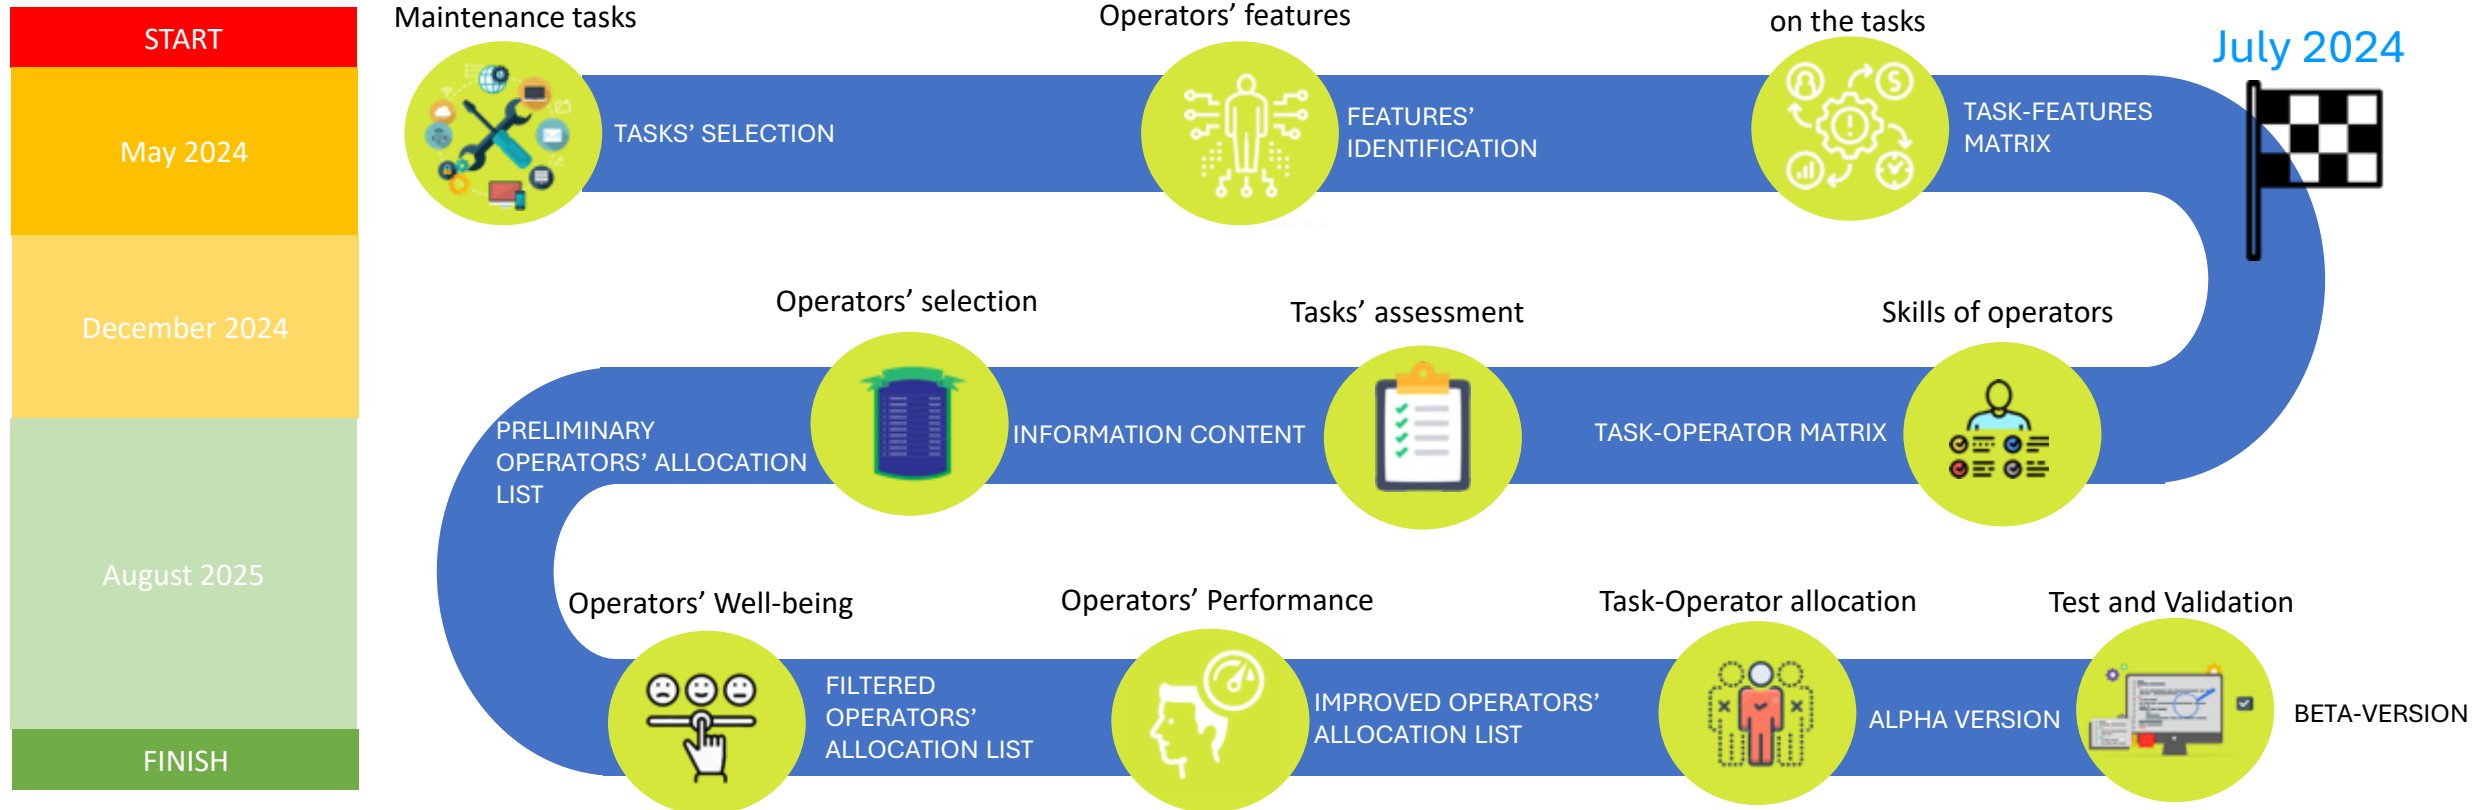 START
May 2024
December 2024
August 2025
FINISH
Maintenance tasks
Operators’ features
on the tasks
July 2024
TASKS’ SELECTION
FEATURES’
IDENTIFICATION
TASK-FEATURES
MATRIX
Operators’ selection
Tasks’ assessment
Skills of operators
PRELIMINARY
OPERATORS’ ALLOCATION
LIST
INFORMATION CONTENT
TASK-OPERATOR MATRIX
Operators’ Well-being
Operators’ Performance
Task-Operator allocation
Test and Validation
FILTERED
OPERATORS’
ALLOCATION LIST
IMPROVED OPERATORS’
ALLOCATION LIST
ALPHA VERSION
BETA-VERSION